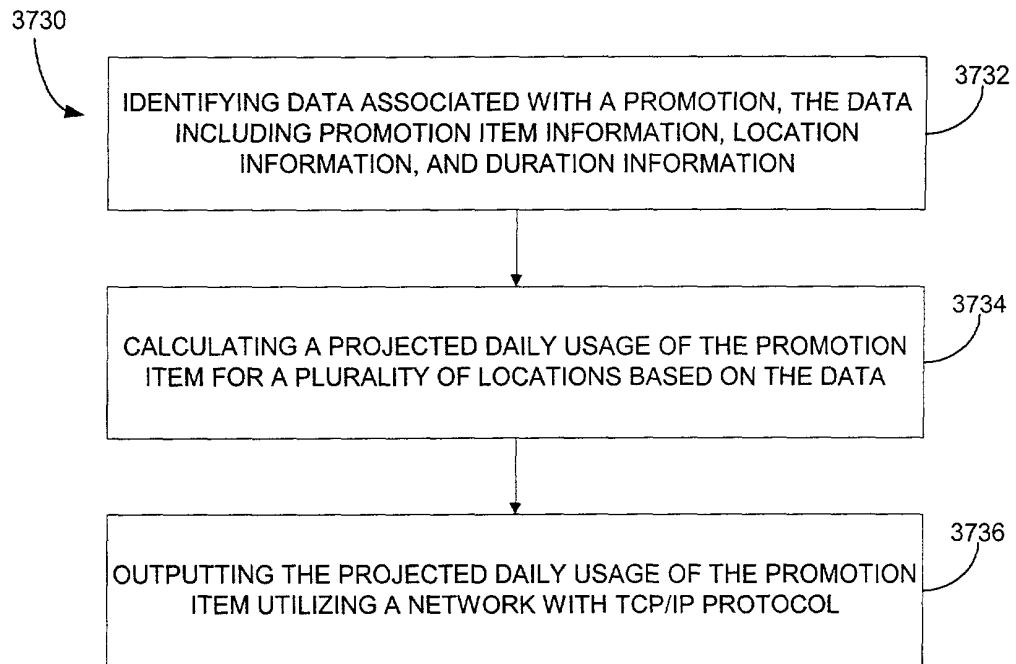 3730
IDENTIFYING DATA ASSOCIATED WITH A PROMOTION, THE DATA
INCLUDING PROMOTION ITEM INFORMATION, LOCATION
INFORMATION, AND DURATION INFORMATION
3732
CALCULATING A PROJECTED DAILY USAGE OF THE PROMOTION
ITEM FOR A PLURALITY OF LOCATIONS BASED ON THE DATA
3734
OUTPUTTING THE PROJECTED DAILY USAGE OF THE PROMOTION
ITEM UTILIZING A NETWORK WITH TCP/IP PROTOCOL
3736